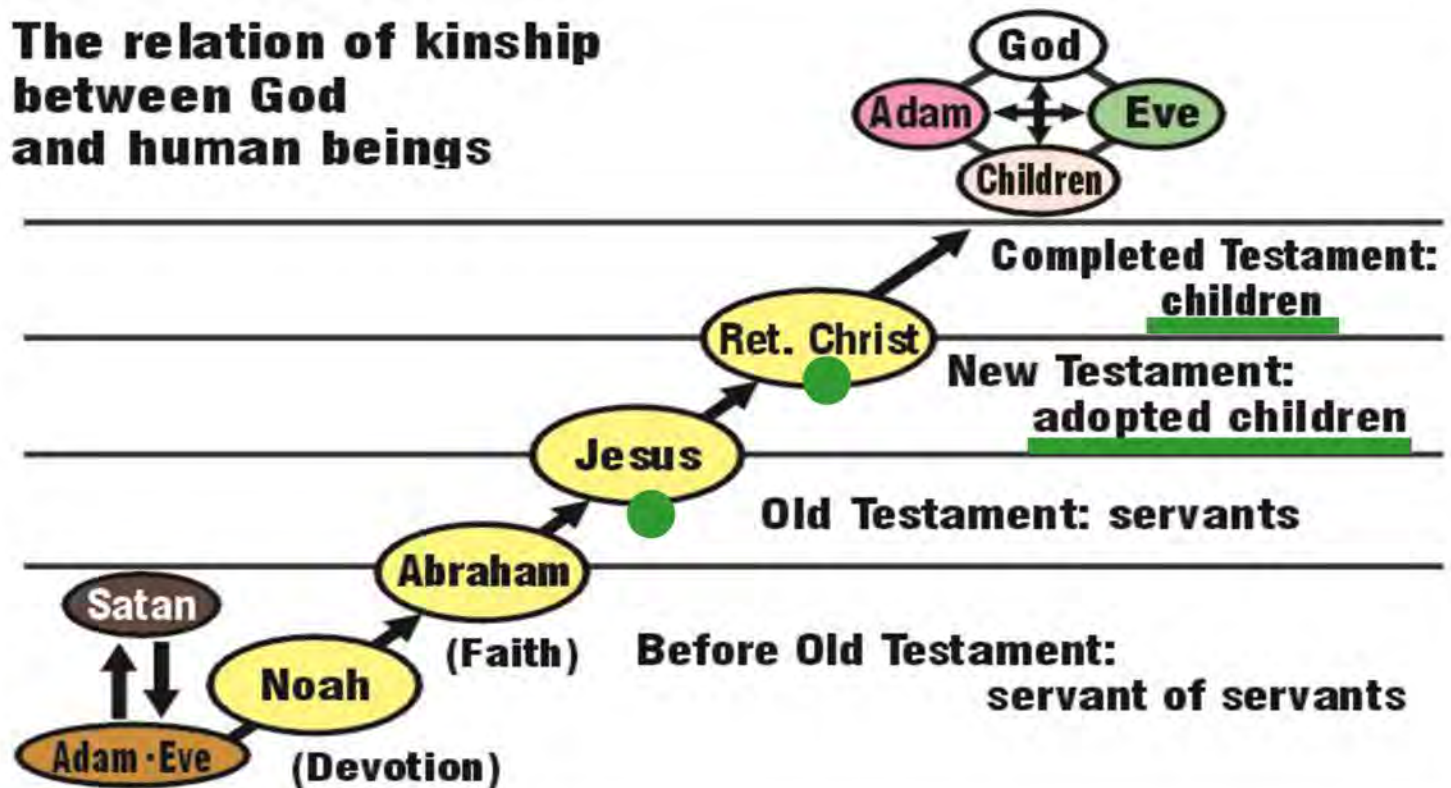 The relation of kinship
between God
and human beings
God
Adam
Eve
Children
Completed Testament:
children
Ret. Christ
New Testament:
adopted children
Jesus
Old Testament: servants
Abraham
Satan
(Faith)
Before Old Testament:
servant of servants
Noah
Adam · Eve
(Devotion)